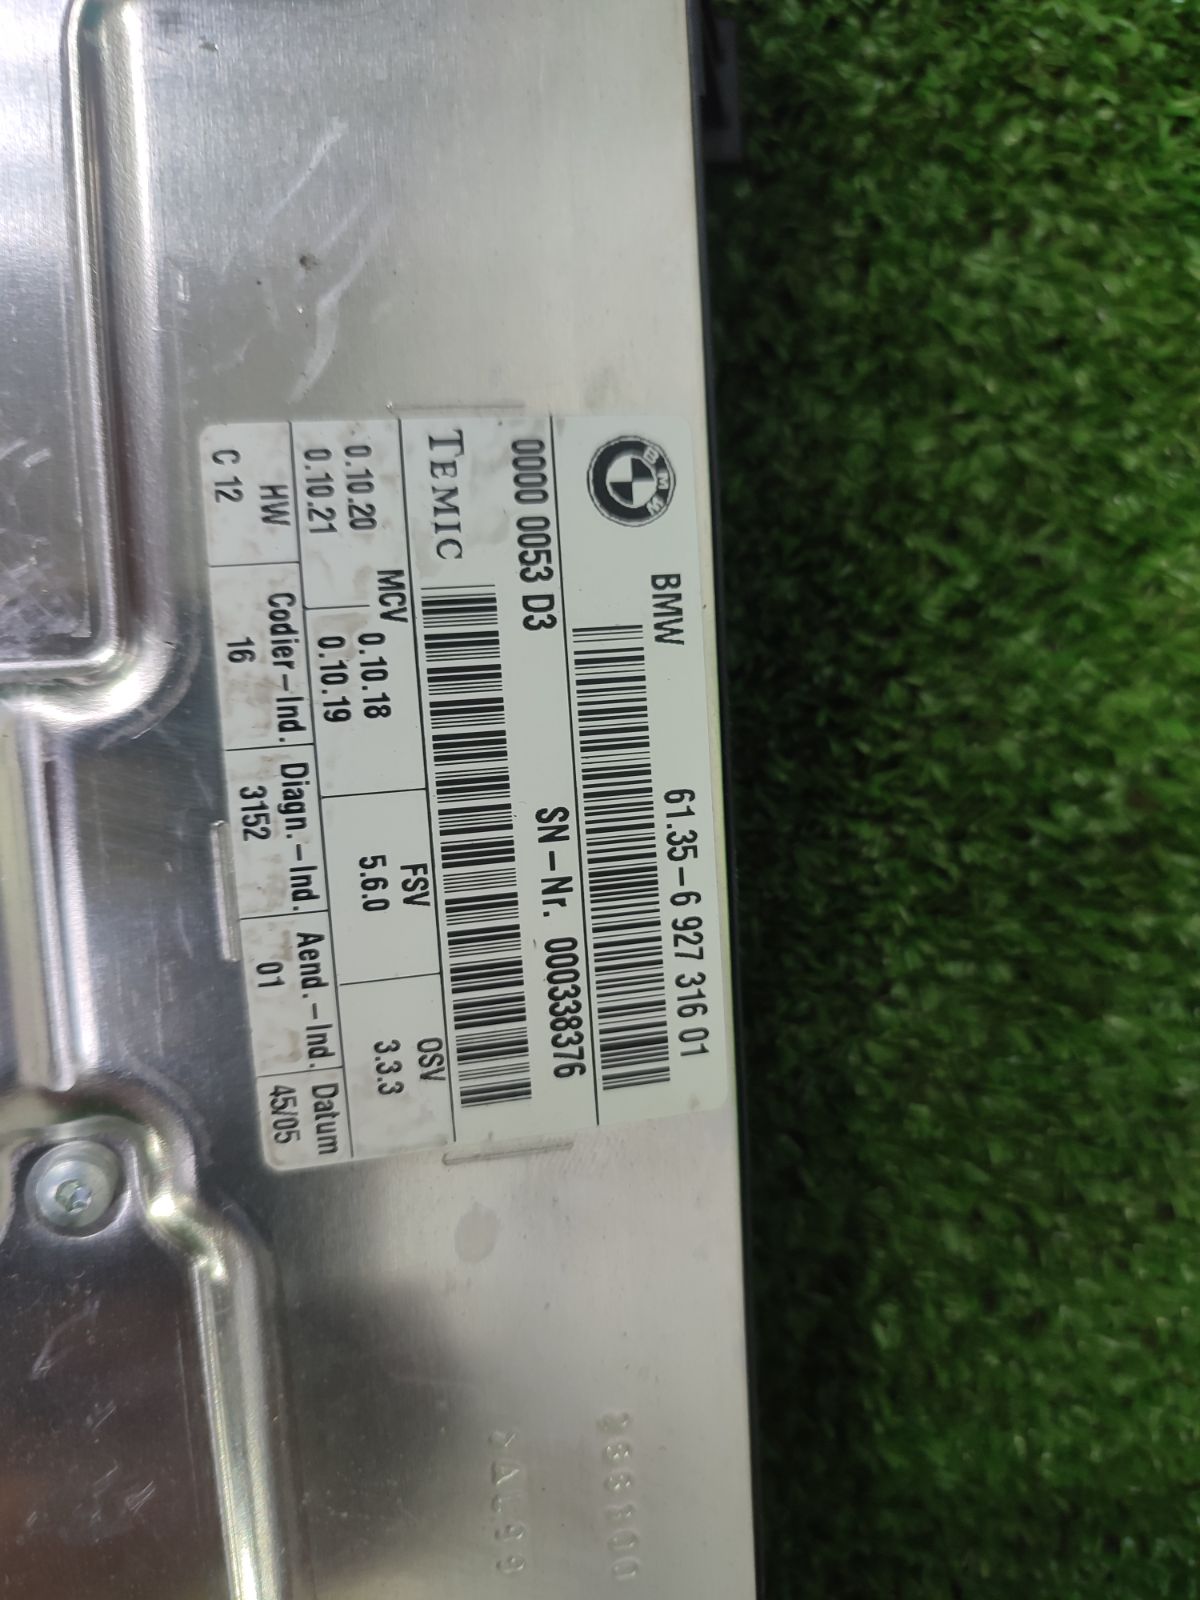 BMW
BMW 61.35-6 927 316 01
0000 0053 D3 SN-Nr. 000338376
TEMIC
MCV FSV OSV
0.10.20 0.10.18 5.6.0 3.3.3
0.10.21 0.10.19
HW Codier-Ind. Diagn.-Ind. Aend.-Ind. Datum
C 12 16 3152 01 45/05